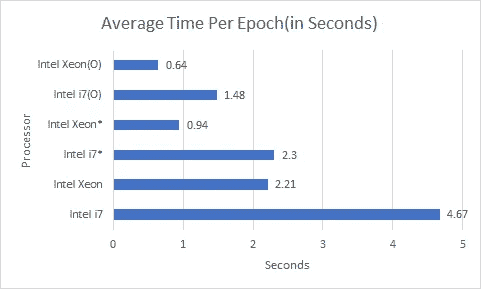 Average Time Per Epoch(in Seconds)
Processor
Intel Xeon(O) 0.64
Intel i7(O) 1.48
Intel Xeon* 0.94
Intel i7* 2.3
Intel Xeon 2.21
Intel i7 4.67
0 1 2 3 4 5
Seconds